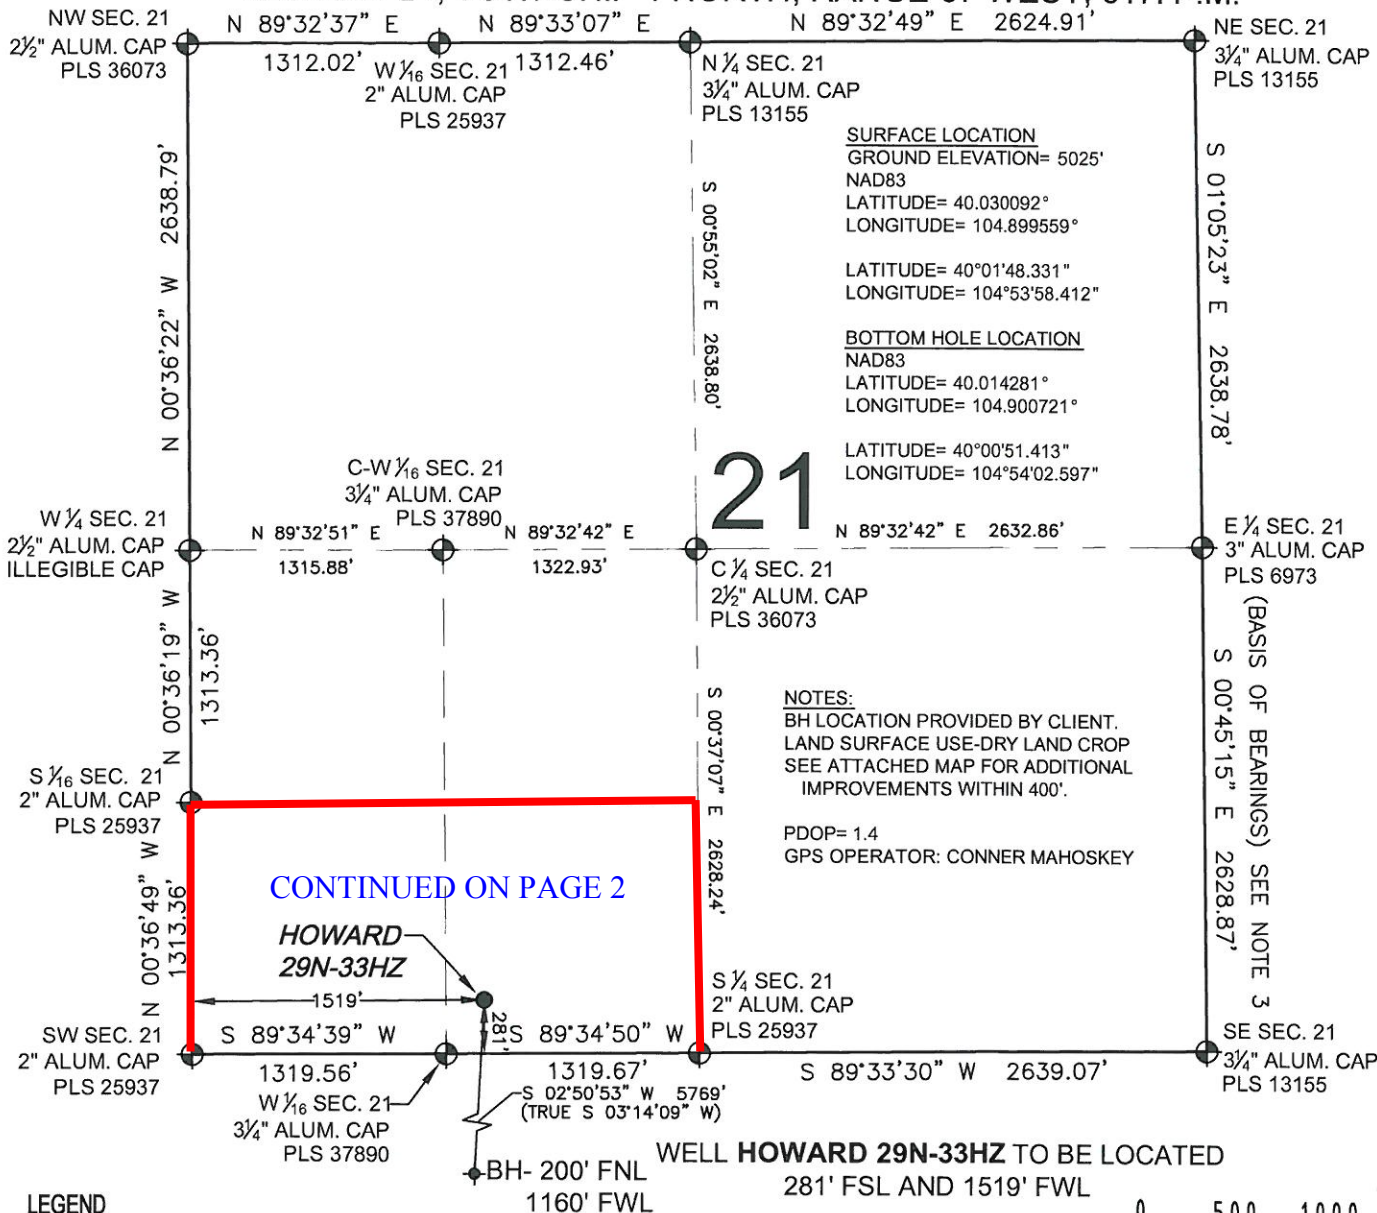 NW SEC. 21
2½" ALUM. CAP
PLS 36073
N 89°32'37" E
1312.02'
W 1⁄16 SEC. 21
2" ALUM. CAP
PLS 25937
N 89°33'07" E
1312.46'
N ¼ SEC. 21
3¼" ALUM. CAP
PLS 13155
N 89°32'49" E 2624.91'
NE SEC. 21
3¼" ALUM. CAP
PLS 13155
SURFACE LOCATION
GROUND ELEVATION= 5025'
NAD83
LATITUDE= 40.030092°
LONGITUDE= 104.899559°
LATITUDE= 40°01'48.331"
LONGITUDE= 104°53'58.412"
BOTTOM HOLE LOCATION
NAD83
LATITUDE= 40.014281°
LONGITUDE= 104.900721°
LATITUDE= 40°00'51.413"
LONGITUDE= 104°54'02.597"
N 00°36'22" W 2638.79'
S 00°55'02" E 2638.80'
S 01°05'23" E 2638.78'
21
C-W 1⁄16 SEC. 21
3¼" ALUM. CAP
PLS 37890
W ¼ SEC. 21
2½" ALUM. CAP
ILLEGIBLE CAP
N 89°32'51" E
1315.88'
N 89°32'42" E
1322.93'
N 89°32'42" E 2632.86'
C ¼ SEC. 21
2½" ALUM. CAP
PLS 36073
E ¼ SEC. 21
3" ALUM. CAP
PLS 6973
N 00°36'19" W
1313.36'
S 00°37'07" E 2628.24'
S 00°45'15" E 2628.87'
(BASIS OF BEARINGS) SEE NOTE 3
NOTES:
BH LOCATION PROVIDED BY CLIENT.
LAND SURFACE USE-DRY LAND CROP
SEE ATTACHED MAP FOR ADDITIONAL
IMPROVEMENTS WITHIN 400'.
PDOP= 1.4
GPS OPERATOR: CONNER MAHOSKEY
S 1⁄16 SEC. 21
2" ALUM. CAP
PLS 25937
N 00°36'49" W
1313.36'
CONTINUED ON PAGE 2
HOWARD
29N-33HZ
1519'
281'
SW SEC. 21
2" ALUM. CAP
PLS 25937
S 89°34'39" W
1319.56'
W 1⁄16 SEC. 21
3¼" ALUM. CAP
PLS 37890
S 89°34'50" W
1319.67'
S ¼ SEC. 21
2" ALUM. CAP
PLS 25937
S 89°33'30" W 2639.07'
SE SEC. 21
3¼" ALUM. CAP
PLS 13155
S 02°50'53" W 5769'
(TRUE S 03°14'09" W)
BH- 200' FNL
1160' FWL
WELL HOWARD 29N-33HZ TO BE LOCATED
281' FSL AND 1519' FWL
LEGEND